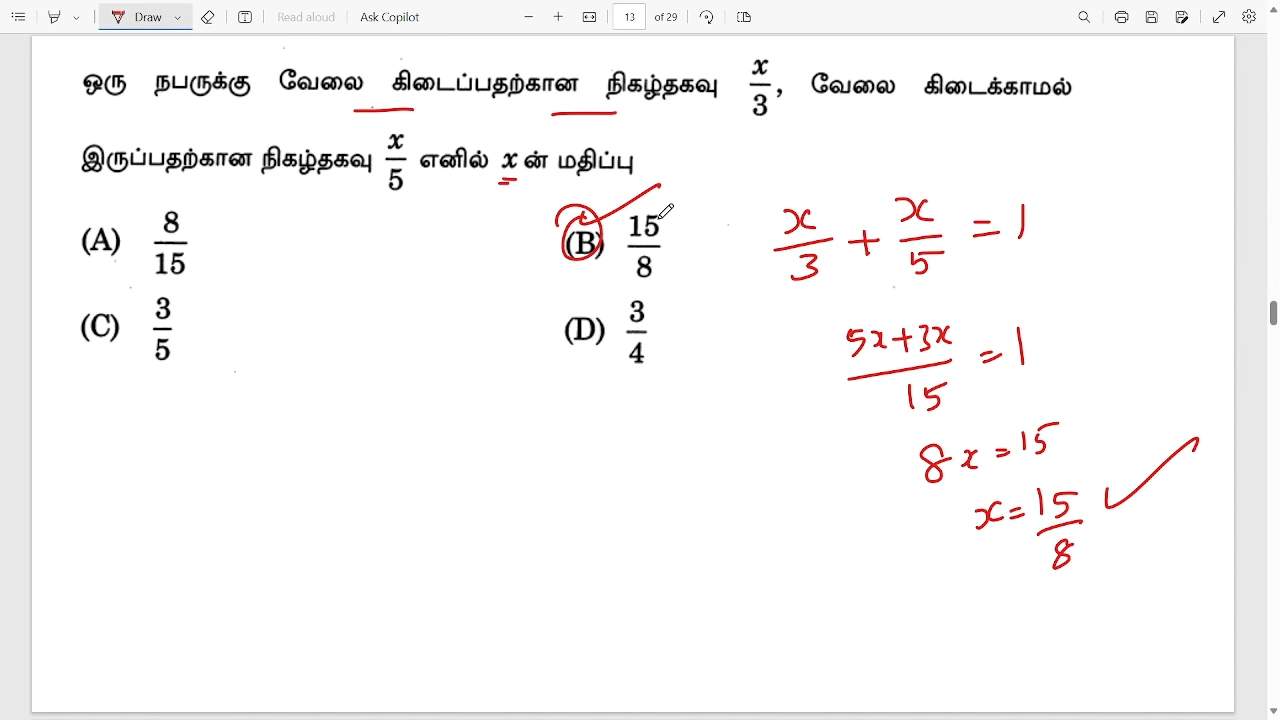 Draw Read aloud Ask Copilot 13 of 29
ஒரு நபருக்கு வேலை கிடைப்பதற்கான நிகழ்தகவு x/3, வேலை கிடைக்காமல்
இருப்பதற்கான நிகழ்தகவு x/5 எனில் x ன் மதிப்பு
(A) 8/15 (B) 15/8
(C) 3/5 (D) 3/4
x/3 + x/5 = 1
5x+3x/15 = 1
8x = 15
x = 15/8